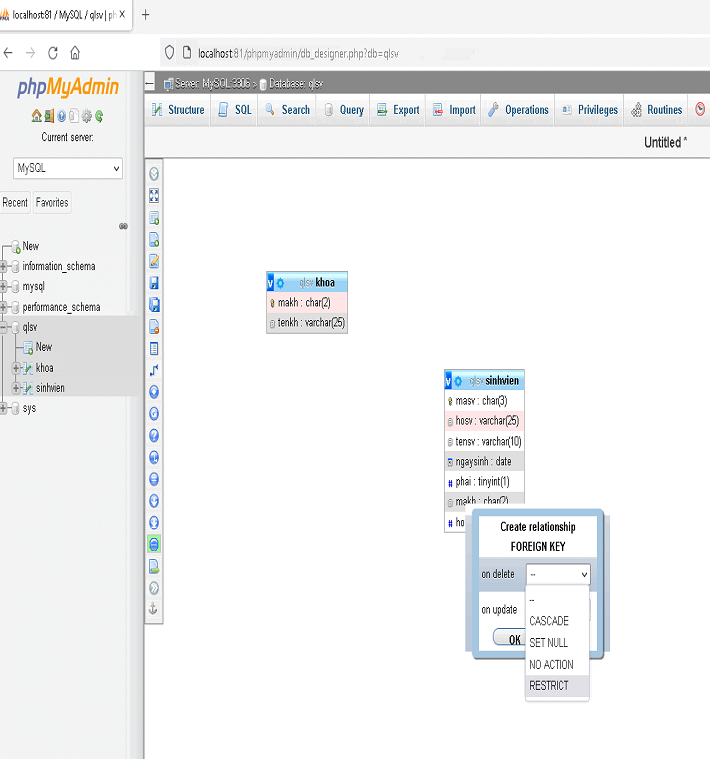 localhost:81 / MySQL / qlsv | ph
localhost:81/phpmyadmin/db_designer.php?db=qlsv
phpMyAdmin
Current server:
MySQL
Recent Favorites
New
information_schema
mysql
performance_schema
qlsv
New
khoa
sinhvien
sys
Server: MySQL:3306 > Database: qlsv
Structure SQL Search Query Export Import Operations Privileges Routines
Untitled *
v qlsv khoa
makh : char(2)
tenkh : varchar(25)
v qlsv sinhvien
masv : char(3)
hosv : varchar(25)
tensv : varchar(10)
ngaysinh : date
# phai : tinyint(1)
makh : char(2)
# ho
Create relationship
FOREIGN KEY
on delete --
on update
OK
--
CASCADE
SET NULL
NO ACTION
RESTRICT